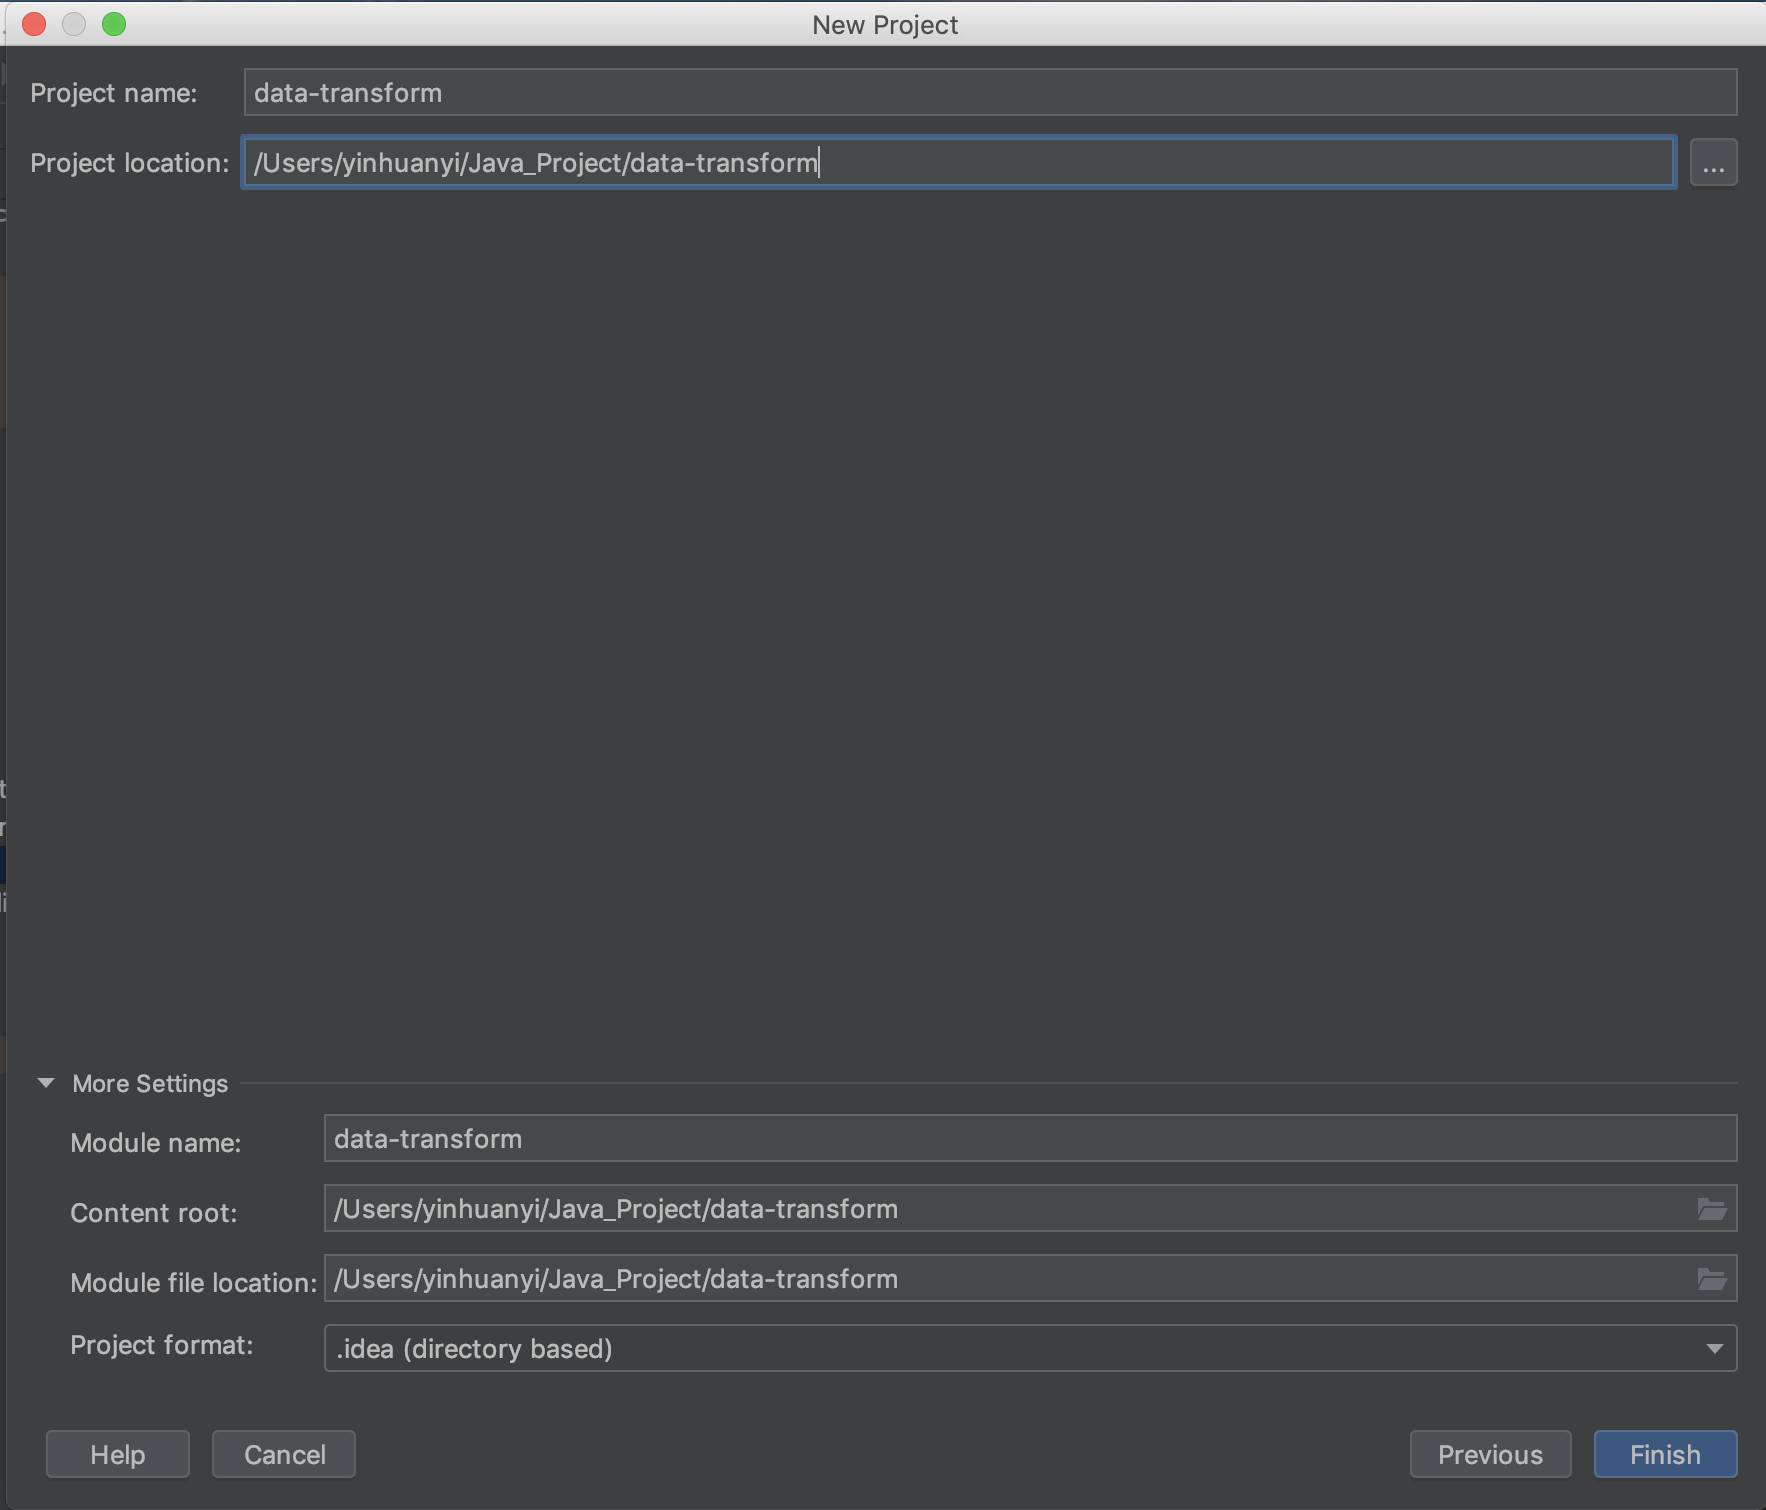 New Project
Project name: data-transform
Project location: /Users/yinhuanyi/Java_Project/data-transform ...
More Settings
Module name: data-transform
Content root: /Users/yinhuanyi/Java_Project/data-transform
Module file location: /Users/yinhuanyi/Java_Project/data-transform
Project format: .idea (directory based)
Help Cancel Previous Finish